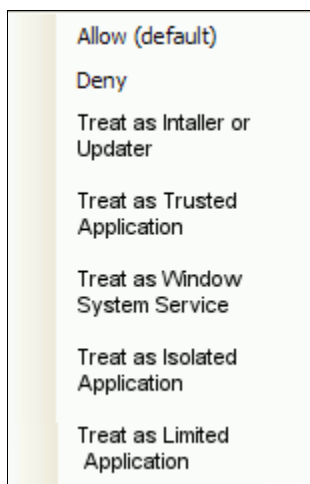 Allow (default)
Deny
Treat as Intaller or
Updater
Treat as Trusted
Application
Treat as Window
System Service
Treat as Isolated
Application
Treat as Limited
Application